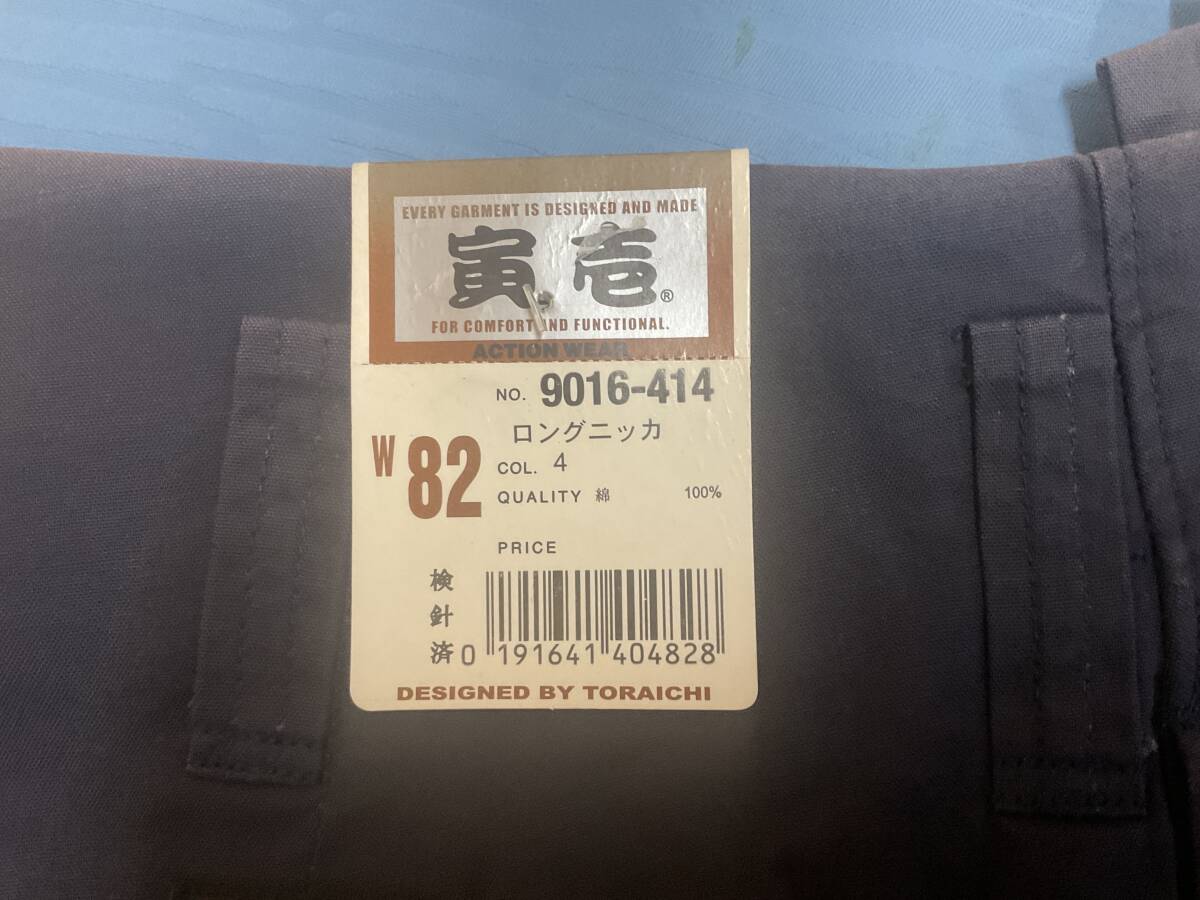 EVERY GARMENT IS DESIGNED AND MADE
寅壱®
FOR COMFORT AND FUNCTIONAL.
ACTION WEAR
NO. 9016-414
ロングニッカ
W 82
COL. 4
QUALITY 綿 100%
PRICE
検針済
0 191641 404828
DESIGNED BY TORAICHI